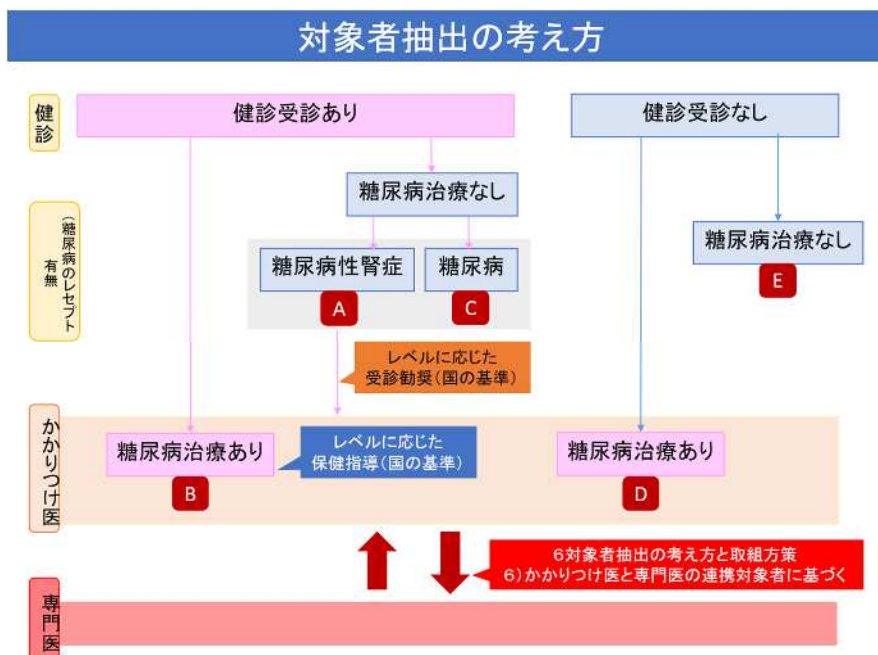 対象者抽出の考え方
健診
健診受診あり
健診受診なし
糖尿病治療なし
(糖尿病のレセプト
有無
糖尿病性腎症
糖尿病
糖尿病治療なし
A
C
E
レベルに応じた
受診勧奨(国の基準)
かかりつけ医
糖尿病治療あり
レベルに応じた
保健指導(国の基準)
糖尿病治療あり
B
D
6対象者抽出の考え方と取組方策
6)かかりつけ医と専門医の連携対象者に基づく
専門医